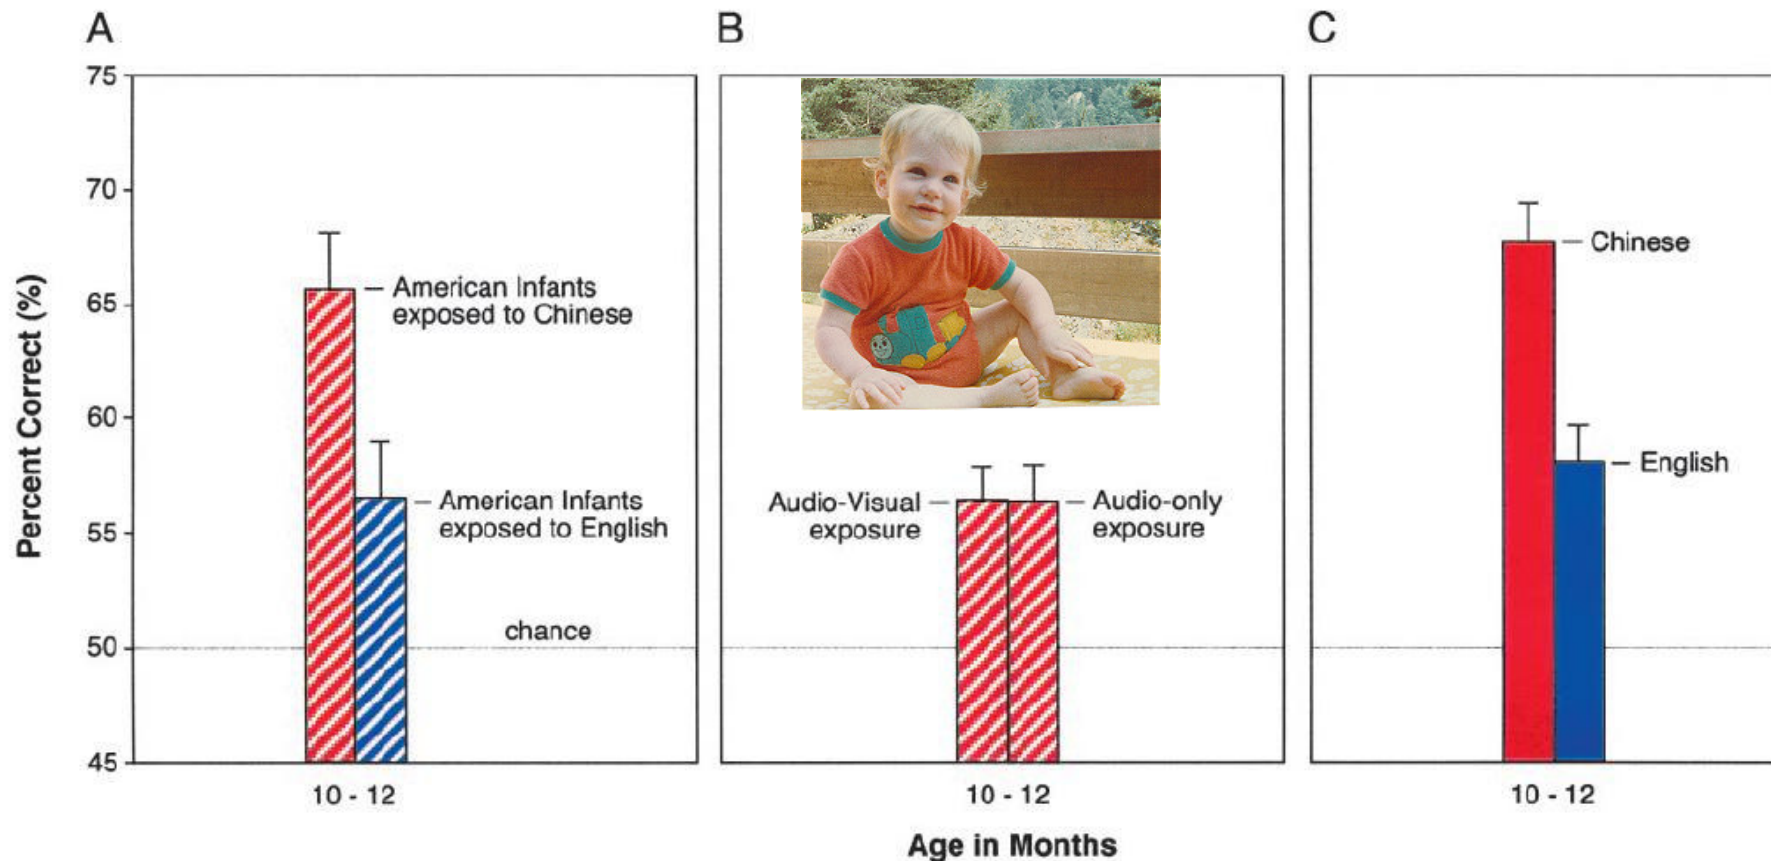 A
B
C
75
70
65
60
55
50
45
Percent Correct (%)
American Infants
exposed to Chinese
American Infants
exposed to English
chance
10 - 12
Audio-Visual
exposure
Audio-only
exposure
10 - 12
Chinese
English
10 - 12
Age in Months